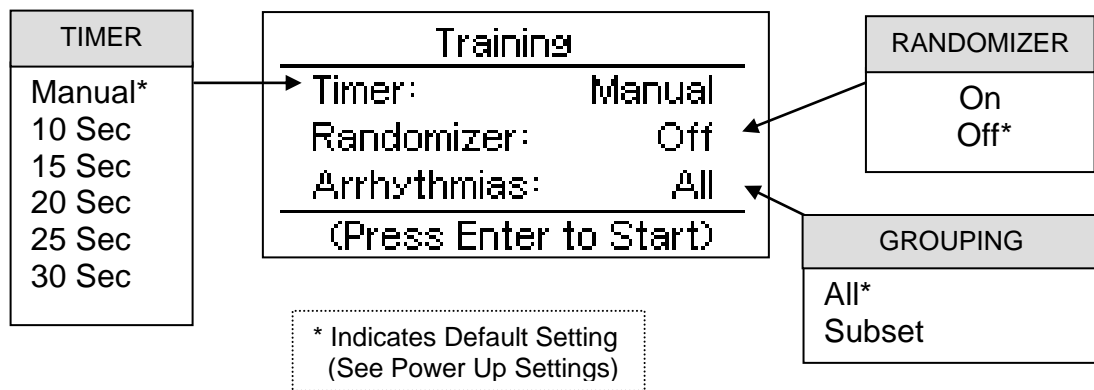 TIMER
Manual*
10 Sec
15 Sec
20 Sec
25 Sec
30 Sec
Training
Timer: Manual
Randomizer: Off
Arrhythmias: All
(Press Enter to Start)
RANDOMIZER
On
Off*
GROUPING
All*
Subset
* Indicates Default Setting
(See Power Up Settings)